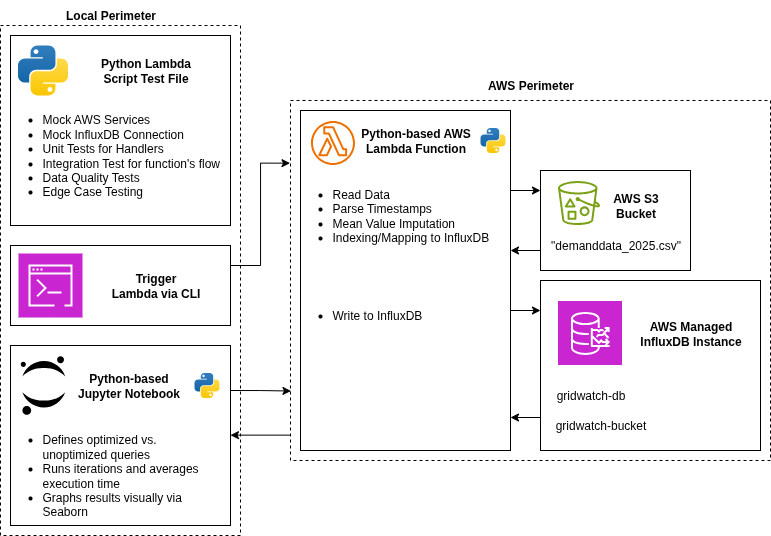 Local Perimeter
Python Lambda
Script Test File
Mock AWS Services
Mock InfluxDB Connection
Unit Tests for Handlers
Integration Test for function's flow
Data Quality Tests
Edge Case Testing
Trigger
Lambda via CLI
Python-based
Jupyter Notebook
Defines optimized vs.
unoptimized queries
Runs iterations and averages
execution time
Graphs results visually via
Seaborn
AWS Perimeter
Python-based AWS
Lambda Function
Read Data
Parse Timestamps
Mean Value Imputation
Indexing/Mapping to InfluxDB
Write to InfluxDB
AWS S3
Bucket
"demanddata_2025.csv"
AWS Managed
InfluxDB Instance
gridwatch-db
gridwatch-bucket